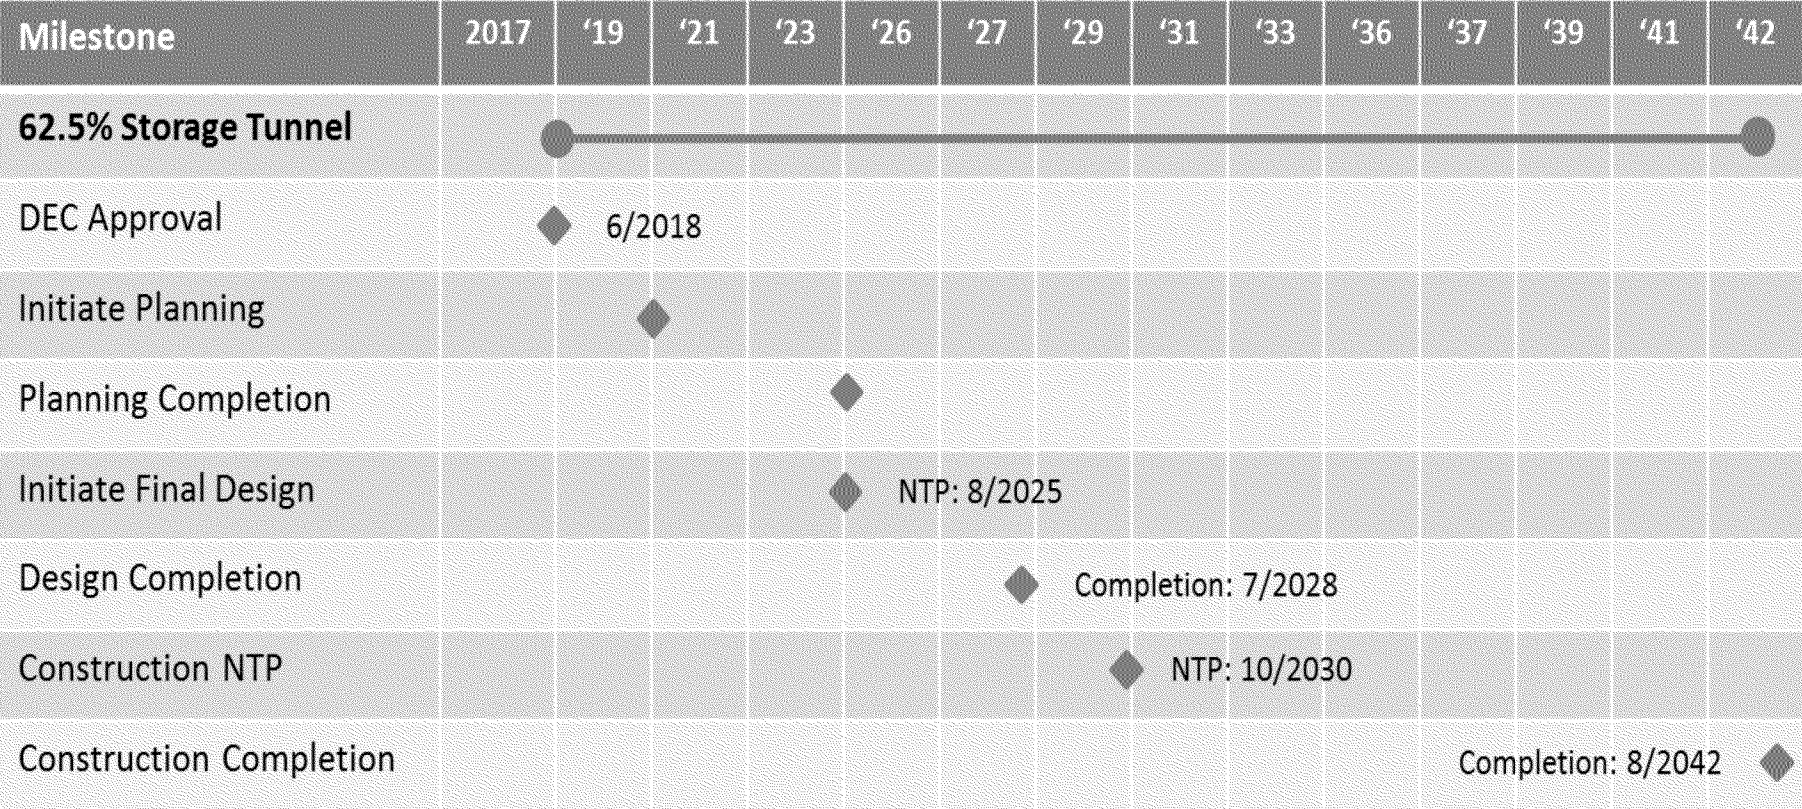 Milestone 2017 ‘19 ‘21 ‘23 ‘26 ‘27 ‘29 ‘31 ‘33 ‘36 ‘37 ‘39 ‘41 ‘42
62.5% Storage Tunnel
DEC Approval 6/2018
Initiate Planning
Planning Completion
Initiate Final Design NTP: 8/2025
Design Completion Completion: 7/2028
Construction NTP NTP: 10/2030
Construction Completion Completion: 8/2042